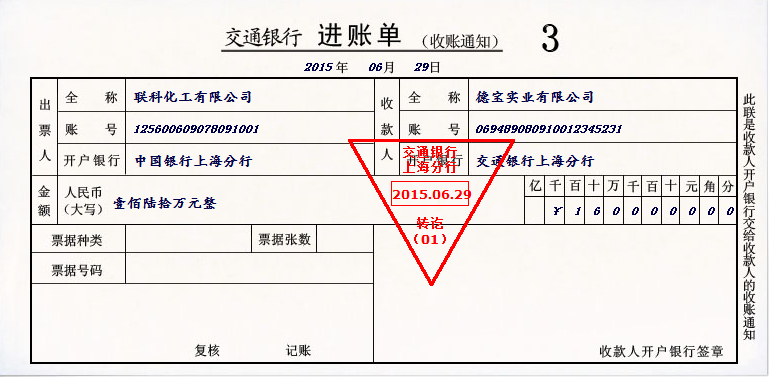 交通银行 进账单 (收账通知) 3
2015 年 06月 29日
出票人
全 称 联科化工有限公司
账 号 125600609078091001
开户银行 中国银行上海分行
收款人
全 称 德宝实业有限公司
账 号 069489080910012345231
开户银行 交通银行上海分行
金额 人民币(大写) 壹佰陆拾万元整
亿 千 百 十 万 千 百 十 元 角 分
¥ 1 6 0 0 0 0 0 0 0
交通银行
上海分行
2015.06.29
转讫
(01)
票据种类 票据张数
票据号码
复核 记账
收款人开户银行签章
此联是收款人开户银行交给收款人的收账通知